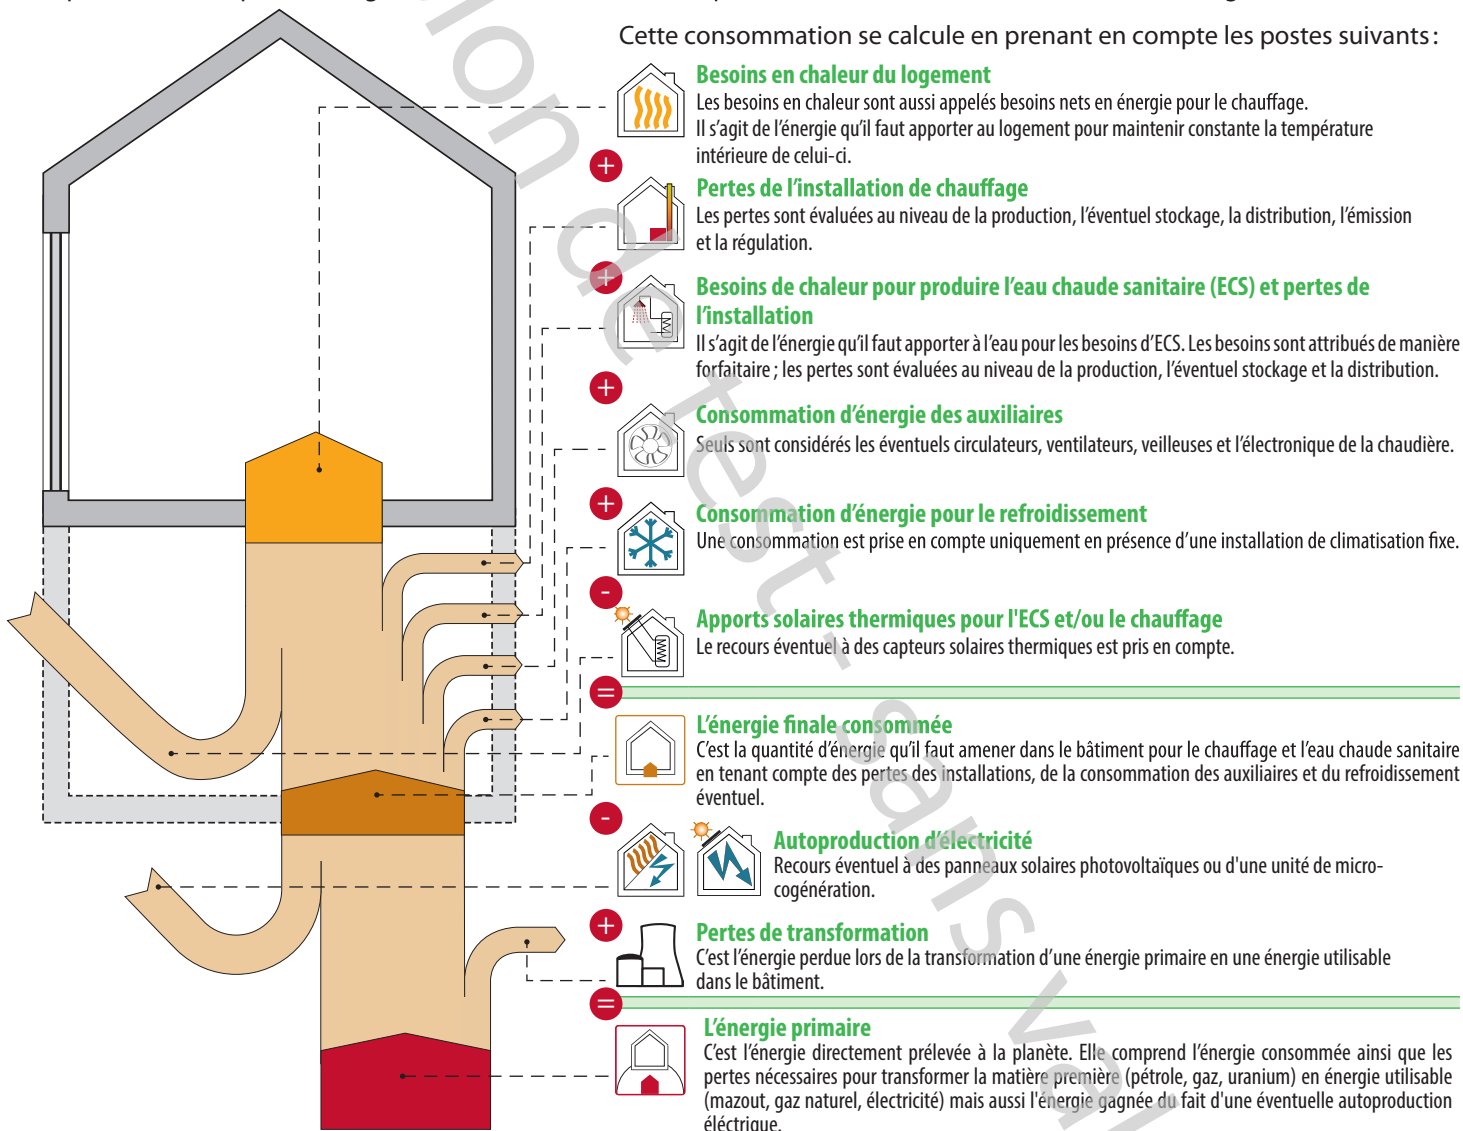 Cette consommation se calcule en prenant en compte les postes suivants :
Besoins en chaleur du logement
Les besoins en chaleur sont aussi appelés besoins nets en énergie pour le chauffage.
Il s'agit de l'énergie qu'il faut apporter au logement pour maintenir constante la température
intérieure de celui-ci.
+
Pertes de l'installation de chauffage
Les pertes sont évaluées au niveau de la production, l'éventuel stockage, la distribution, l'émission
et la régulation.
+
Besoins de chaleur pour produire l'eau chaude sanitaire (ECS) et pertes de
l'installation
Il s'agit de l'énergie qu'il faut apporter à l'eau pour les besoins d'ECS. Les besoins sont attribués de manière
forfaitaire ; les pertes sont évaluées au niveau de la production, l'éventuel stockage et la distribution.
+
Consommation d'énergie des auxiliaires
Seuls sont considérés les éventuels circulateurs, ventilateurs, veilleuses et l'électronique de la chaudière.
+
Consommation d'énergie pour le refroidissement
Une consommation est prise en compte uniquement en présence d'une installation de climatisation fixe.
-
Apports solaires thermiques pour l'ECS et/ou le chauffage
Le recours éventuel à des capteurs solaires thermiques est pris en compte.
=
L'énergie finale consommée
C'est la quantité d'énergie qu'il faut amener dans le bâtiment pour le chauffage et l'eau chaude sanitaire
en tenant compte des pertes des installations, de la consommation des auxiliaires et du refroidissement
éventuel.
-
Autoproduction d'électricité
Recours éventuel à des panneaux solaires photovoltaïques ou d'une unité de micro-
cogénération.
+
Pertes de transformation
C'est l'énergie perdue lors de la transformation d'une énergie primaire en une énergie utilisable
dans le bâtiment.
=
L'énergie primaire
C'est l'énergie directement prélevée à la planète. Elle comprend l'énergie consommée ainsi que les
pertes nécessaires pour transformer la matière première (pétrole, gaz, uranium) en énergie utilisable
(mazout, gaz naturel, électricité) mais aussi l'énergie gagnée du fait d'une éventuelle autoproduction
éléctrique.
de test - sans